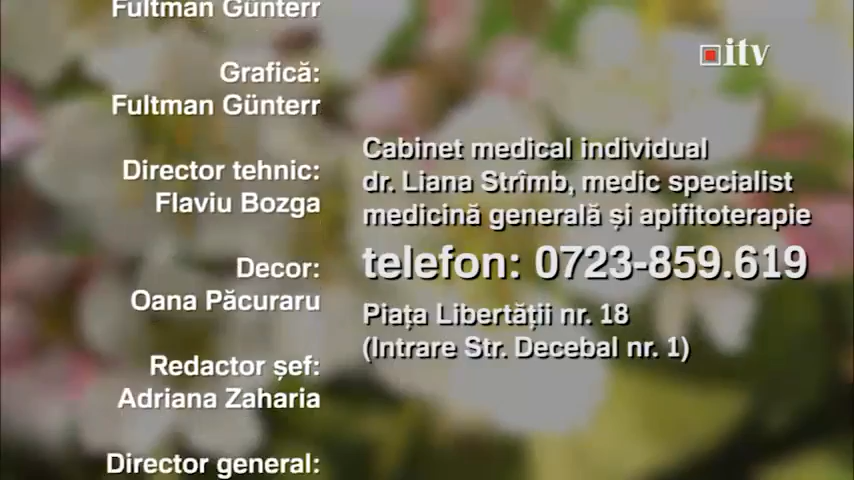 Fultman Günterr
Grafică:
Fultman Günterr
Director tehnic:
Flaviu Bozga
Decor:
Oana Păcuraru
Redactor șef:
Adriana Zaharia
Director general:
itv
Cabinet medical individual
dr. Liana Strîmb, medic specialist
medicină generală și apifitoterapie
telefon: 0723-859.619
Piața Libertății nr. 18
(Intrare Str. Decebal nr. 1)